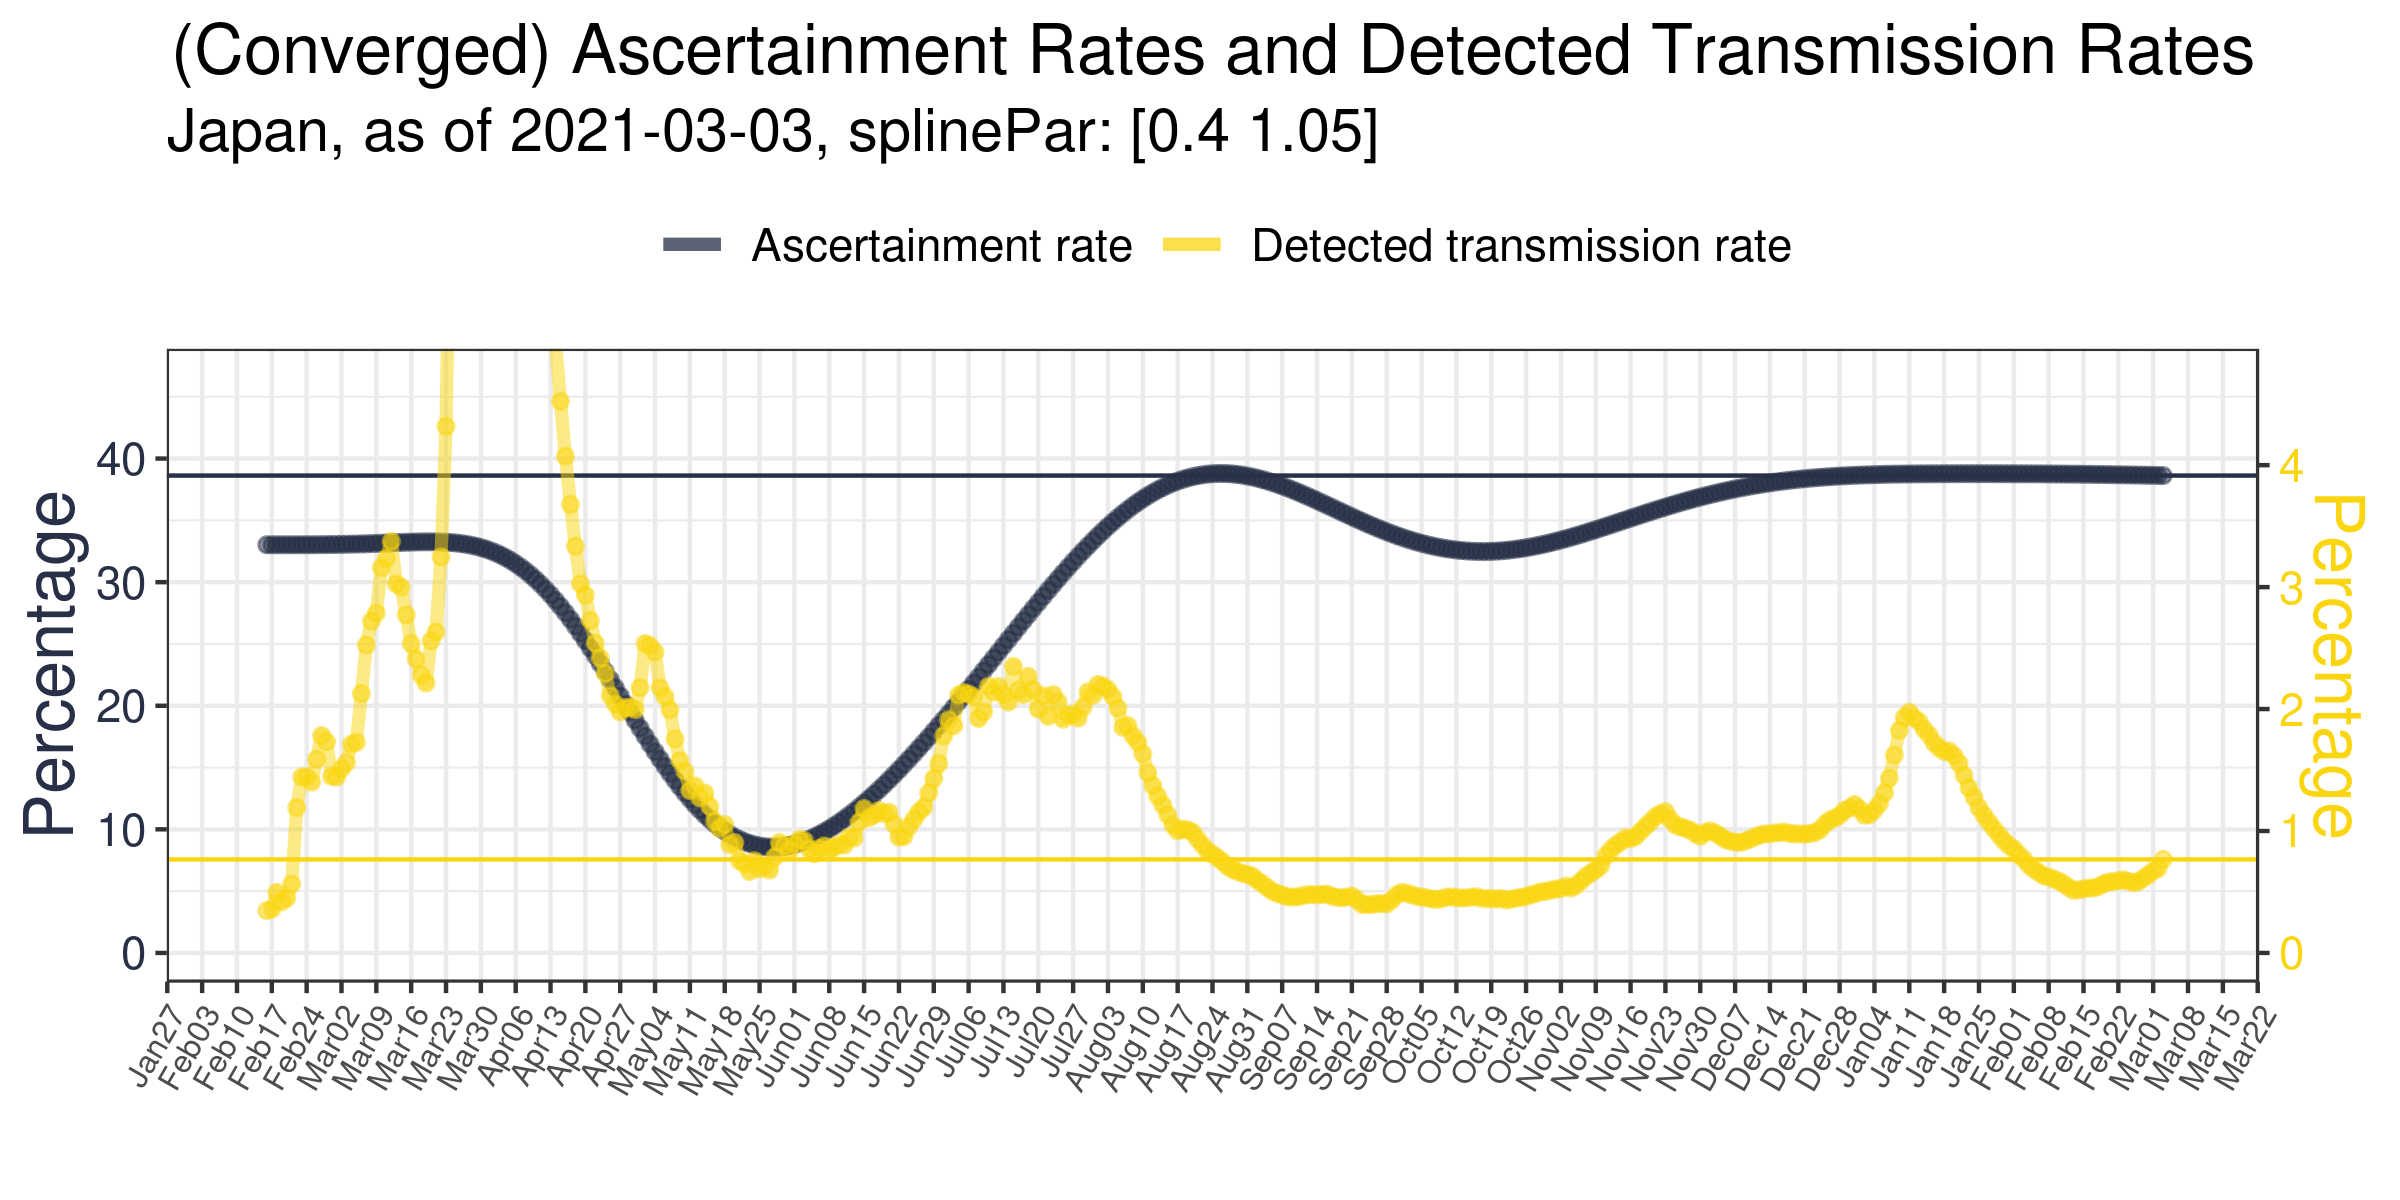 (Converged) Ascertainment Rates and Detected Transmission Rates
Japan, as of 2021-03-03, splinePar: [0.4 1.05]
Ascertainment rate Detected transmission rate
Percentage
40
30
20
10
0
4
3
2
1
0
Percentage
Jan27 Feb03 Feb10 Feb17 Feb24 Mar02 Mar09 Mar16 Mar23 Mar30 Apr06 Apr13 Apr20 Apr27 May04 May11 May18 May25 Jun01 Jun08 Jun15 Jun22 Jun29 Jul06 Jul13 Jul20 Jul27 Aug03 Aug10 Aug17 Aug24 Aug31 Sep07 Sep14 Sep21 Sep28 Oct05 Oct12 Oct19 Oct26 Nov02 Nov09 Nov16 Nov23 Nov30 Dec07 Dec14 Dec21 Dec28 Jan04 Jan11 Jan18 Jan25 Feb01 Feb08 Feb15 Feb22 Mar01 Mar08 Mar15 Mar22